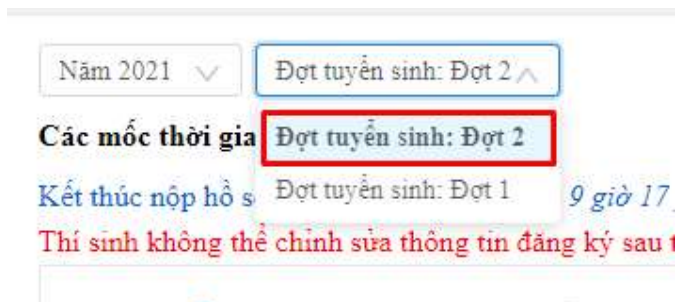 Năm 2021
Đợt tuyển sinh: Đợt 2
Các mốc thời gia
Đợt tuyển sinh: Đợt 2
Kết thúc nộp hồ s
Đợt tuyển sinh: Đợt 1
9 giờ 17
Thí sinh không thể chỉnh sửa thông tin đăng ký sau t